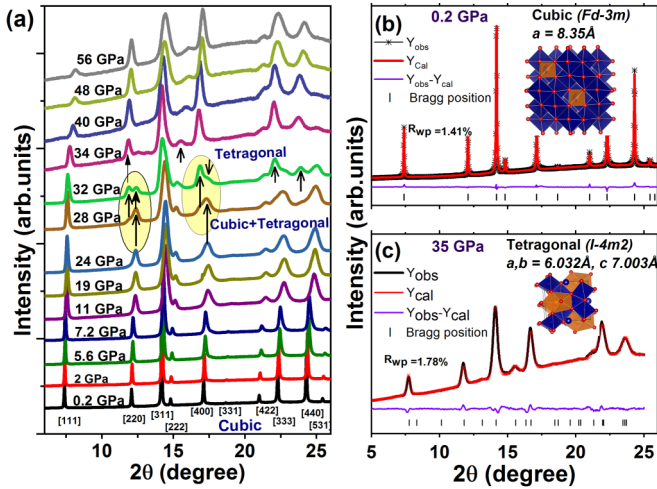 (a)
56 GPa
48 GPa
40 GPa
34 GPa
Tetragonal
32 GPa
28 GPa
Cubic+Tetragonal
24 GPa
19 GPa
11 GPa
7.2 GPa
5.6 GPa
2 GPa
0.2 GPa
[111]
[220]
[311]
[222]
[400]
[331]
[422]
[333]
[440]
[531]
Cubic
5
10
15
20
25
2θ (degree)
Intensity (arb.units)
(b)
0.2 GPa
Cubic (Fd-3m)
a = 8.35Å
Yobs
YCal
Yobs-Ycal
Bragg position
Rwp =1.41%
Intensity
(c)
35 GPa
Tetragonal (I-4m2)
a,b = 6.032Å, c 7.003Å
Yobs
Ycal
Yobs-YCal
Bragg position
Rwp =1.78%
Intensity
5
10
15
20
25
2θ (degree)